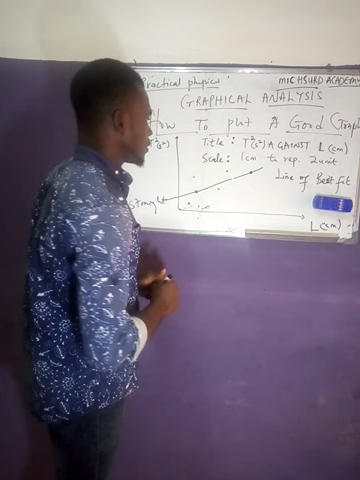 Practical physics
MICHSURD ACADEMY
GRAPHICAL ANALYSIS
How To plot A Good Graph
Title: T²(s²) AGAINST L(cm)
Scale: 1cm to rep. 2unit
Line of Best fit
L(cm)